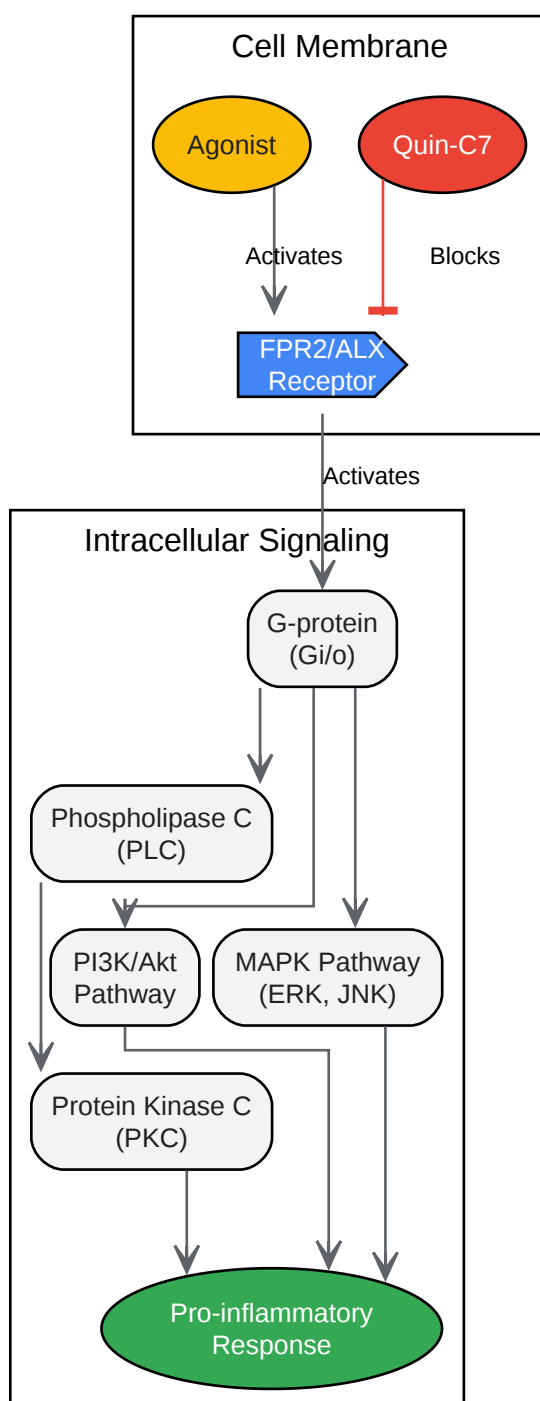 Cell Membrane
Agonist
Quin-C7
Activates
Blocks
FPR2/ALX
Receptor
Activates
Intracellular Signaling
G-protein
(Gi/o)
Phospholipase C
(PLC)
PI3K/Akt
Pathway
MAPK Pathway
(ERK, JNK)
Protein Kinase C
(PKC)
Pro-inflammatory
Response